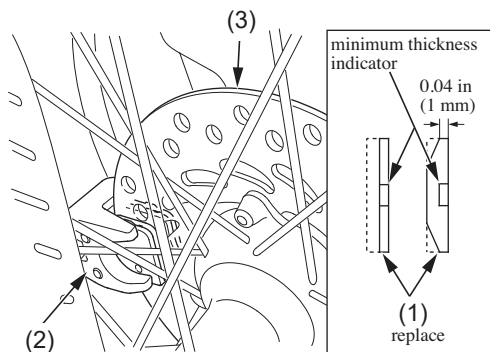 (3)
(2)
minimum thickness
indicator
0.04 in
(1 mm)
(1)
replace